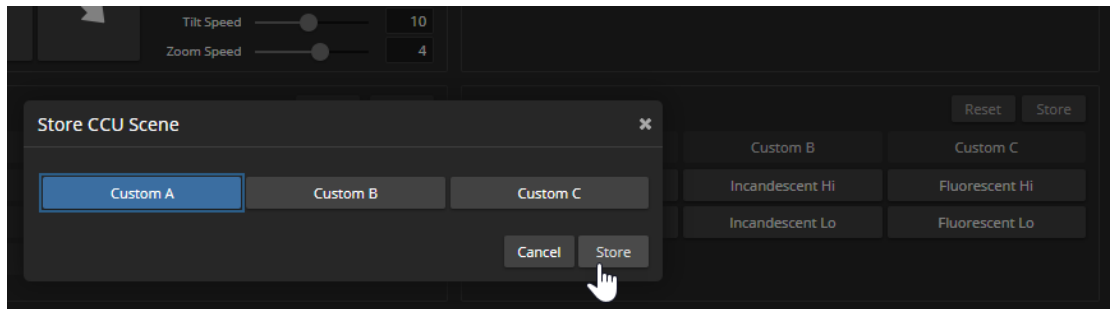 Tilt Speed 10
Zoom Speed 4
Reset Store
Store CCU Scene
Custom B Custom C
Custom A Custom B Custom C
Incandescent Hi Fluorescent Hi
Incandescent Lo Fluorescent Lo
Cancel Store